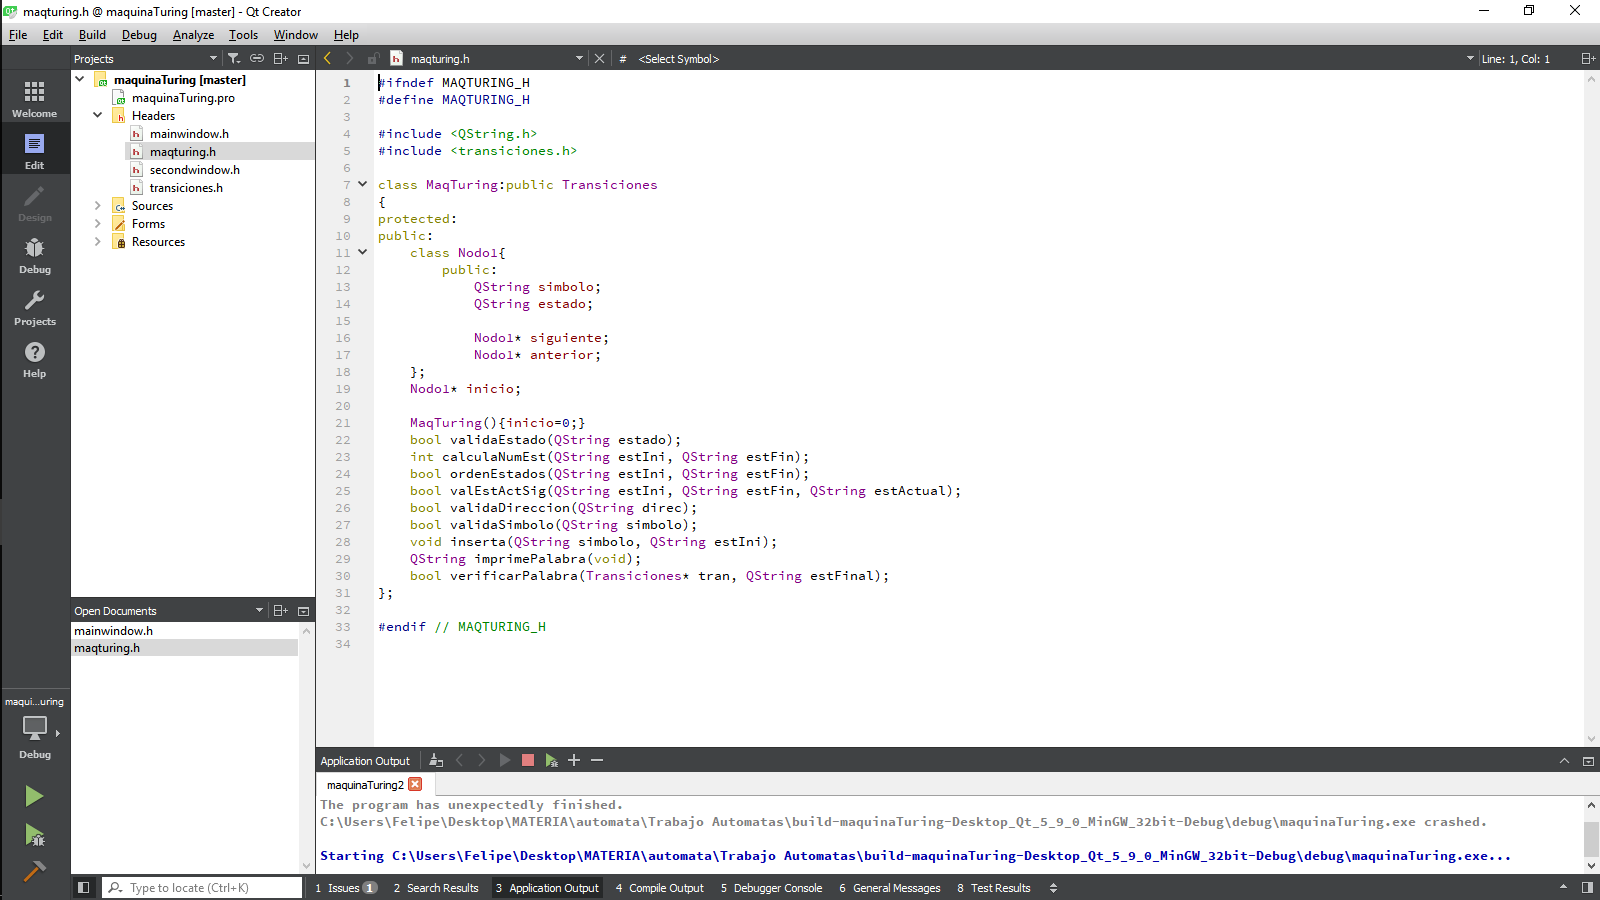 maqturing.h @ maquinaTuring [master] - Qt Creator
File Edit Build Debug Analyze Tools Window Help
Projects
maqturing.h
# <Select Symbol>
Line: 1, Col: 1
Welcome
Edit
Design
Debug
Projects
Help
maquinaTuring [master]
maquinaTuring.pro
Headers
mainwindow.h
maqturing.h
secondwindow.h
transiciones.h
Sources
Forms
Resources
1 #ifndef MAQTURING_H
2 #define MAQTURING_H
3
4 #include <QString.h>
5 #include <transiciones.h>
6
7 class MaqTuring:public Transiciones
8 {
9 protected:
10 public:
11     class Nodo1{
12         public:
13             QString simbolo;
14             QString estado;
15
16             Nodo1* siguiente;
17             Nodo1* anterior;
18     };
19     Nodo1* inicio;
20
21     MaqTuring(){inicio=0;}
22     bool validaEstado(QString estado);
23     int calculaNumEst(QString estIni, QString estFin);
24     bool ordenEstados(QString estIni, QString estFin);
25     bool valEstActSig(QString estIni, QString estFin, QString estActual);
26     bool validaDireccion(QString direc);
27     bool validaSimbolo(QString simbolo);
28     void inserta(QString simbolo, QString estIni);
29     QString imprimePalabra(void);
30     bool verificarPalabra(Transiciones* tran, QString estFinal);
31 };
32
33 #endif // MAQTURING_H
34
Open Documents
mainwindow.h
maqturing.h
maqui...uring
Debug
Application Output
maquinaTuring2
The program has unexpectedly finished.
C:\Users\Felipe\Desktop\MATERIA\automata\Trabajo Automatas\build-maquinaTuring-Desktop_Qt_5_9_0_MinGW_32bit-Debug\debug\maquinaTuring.exe crashed.
Starting C:\Users\Felipe\Desktop\MATERIA\automata\Trabajo Automatas\build-maquinaTuring-Desktop_Qt_5_9_0_MinGW_32bit-Debug\debug\maquinaTuring.exe...
Type to locate (Ctrl+K)
1 Issues 1 2 Search Results 3 Application Output 4 Compile Output 5 Debugger Console 6 General Messages 8 Test Results